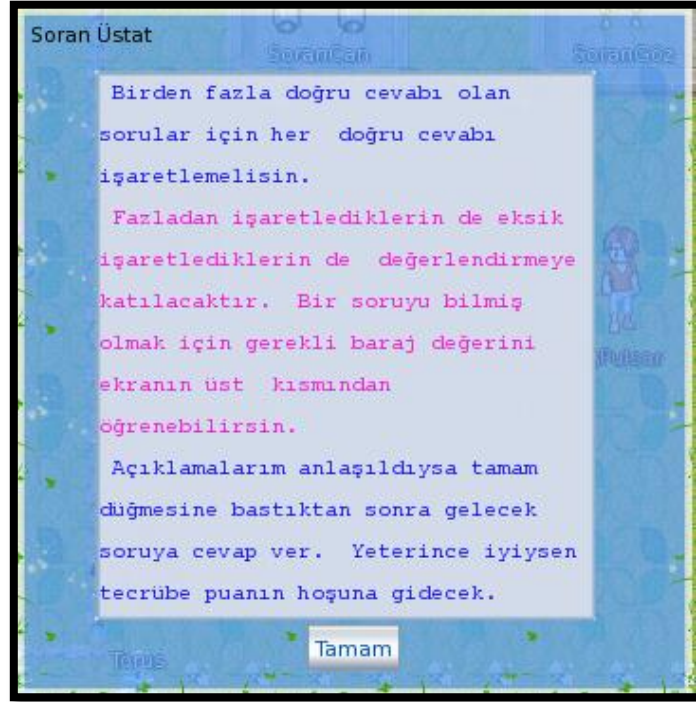 Soran Üstat
SoranCan
SoranGöz
Birden fazla doğru cevabı olan
sorular için her doğru cevabı
işaretlemelisin.
Fazladan işaretlediklerin de eksik
işaretlediklerin de değerlendirmeye
katılacaktır. Bir soruyu bilmiş
olmak için gerekli baraj değerini
ekranın üst kısmından
öğrenebilirsin.
Pulsar
Açıklamalarım anlaşıldıysa tamam
düğmesine bastıktan sonra gelecek
soruya cevap ver. Yeterince iyiysen
tecrübe puanın hoşuna gidecek.
Tamam
Torus